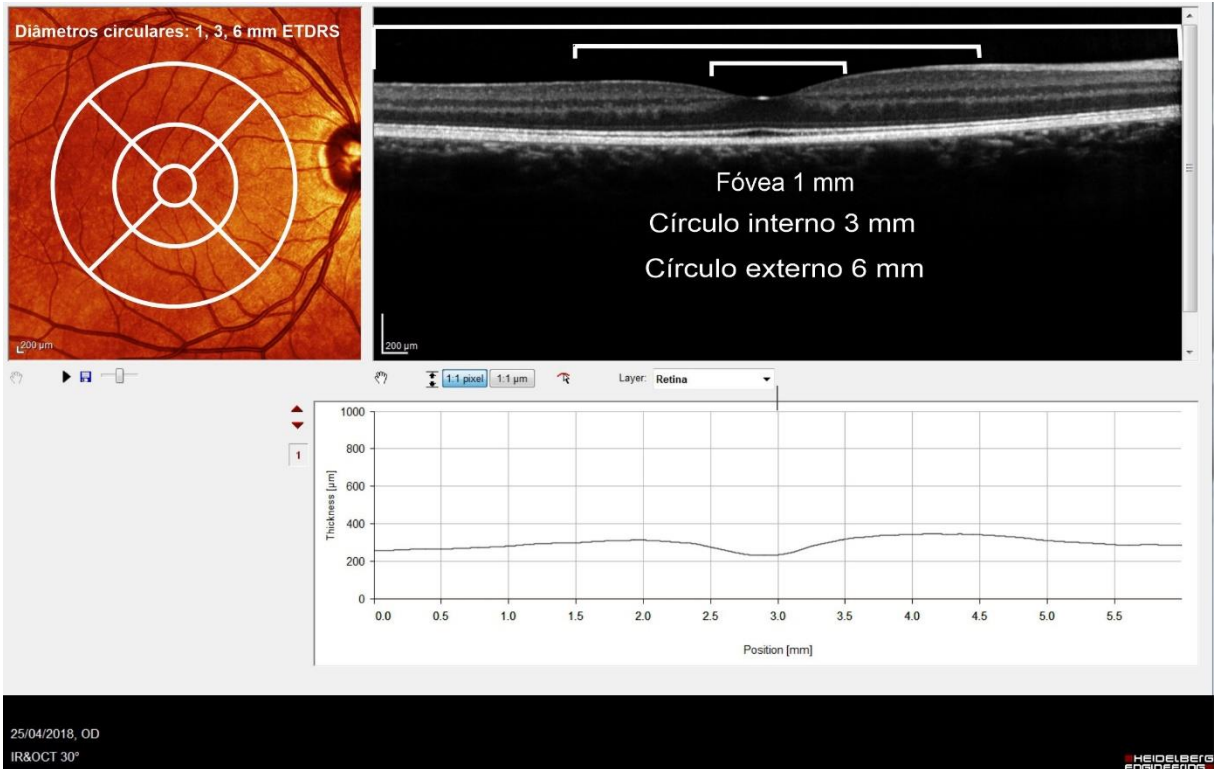 Diâmetros circulares: 1, 3, 6 mm ETDRS
200 µm
Fóvea 1 mm
Círculo interno 3 mm
Círculo externo 6 mm
200 µm
1:1 pixel
1:1 µm
Layer:
Retina
1
Thickness [µm]
1000
800
600
400
200
0
0.0 0.5 1.0 1.5 2.0 2.5 3.0 3.5 4.0 4.5 5.0 5.5
Position [mm]
25/04/2018, OD
IR&OCT 30°
HEIDELBERG
ENGINEERING